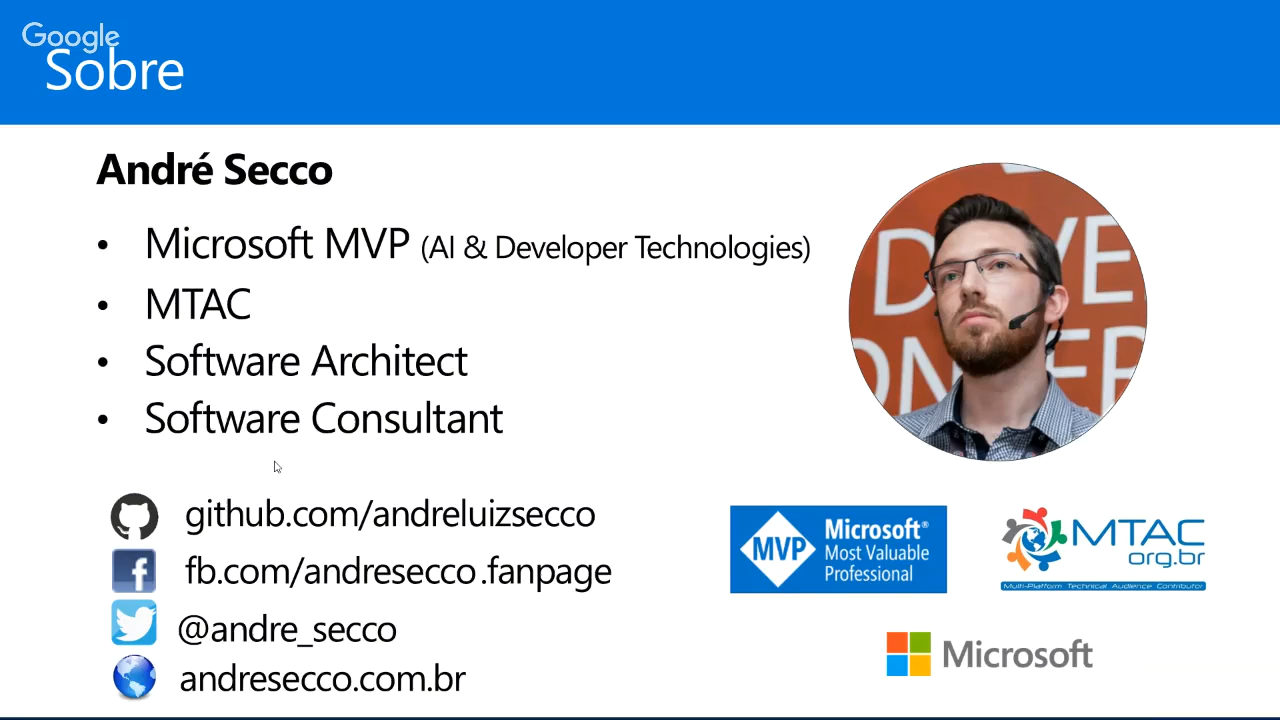 Google
Sobre
André Secco
• Microsoft MVP (AI & Developer Technologies)
• MTAC
• Software Architect
• Software Consultant
github.com/andreluizsecco
fb.com/andresecco.fanpage
@andre_secco
andresecco.com.br
DEVE
ONFER
MVP
Microsoft®
Most Valuable
Professional
MTAC
org.br
Multi-Platform Technical Audience Contributor
Microsoft